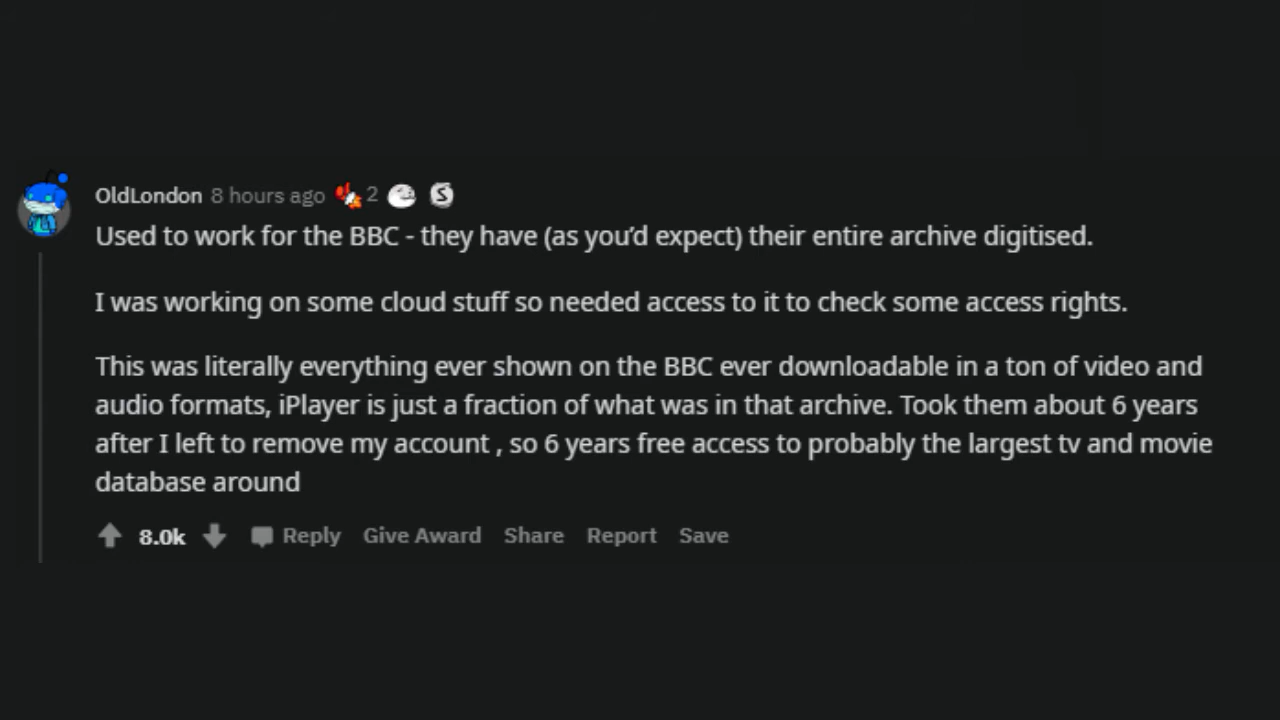 OldLondon 8 hours ago 2 S
Used to work for the BBC - they have (as you'd expect) their entire archive digitised.
I was working on some cloud stuff so needed access to it to check some access rights.
This was literally everything ever shown on the BBC ever downloadable in a ton of video and
audio formats, iPlayer is just a fraction of what was in that archive. Took them about 6 years
after I left to remove my account , so 6 years free access to probably the largest tv and movie
database around
8.0k Reply Give Award Share Report Save